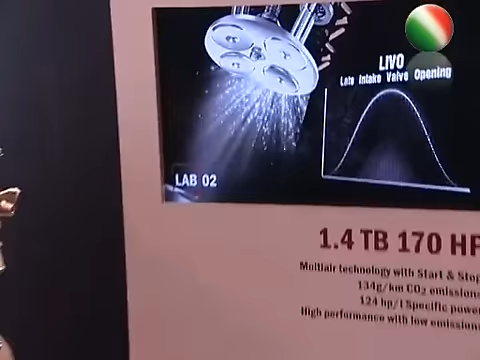 LIVO
Late Intake Valve Opening
LAB 02
1.4 TB 170 HP
Multiair technology with Start & Stop
134g/km CO₂ emissions
124 hp/l Specific power
High performance with low emissions